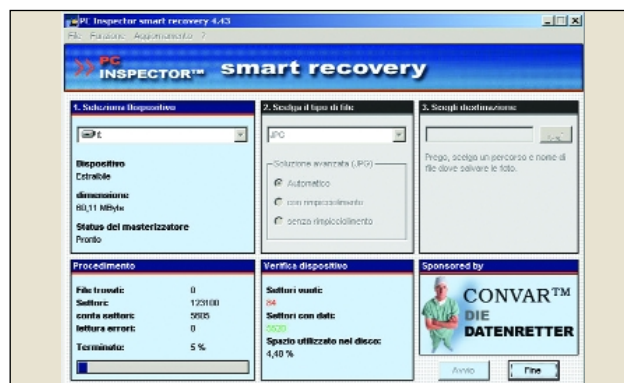 PC Inspector smart recovery 4.43
File Funzione Aggiornamento ?
PC
INSPECTOR™ smart recovery
1. Seleziona Dispositivo
2. Scelga il tipo di file
3. Scegli destinazione
JPG
Dispositivo
Estraibile
dimensione
60,11 MByte
Status del masterizzatore
Pronto
Soluzione avanzata (JPG)
Automatico
con rimpicciolimento
senza rimpicciolimento
Prego, scelga un percorso e nome di
file dove salvare le foto.
Procedimento
File trovati: 0
Settori: 123100
conta settori: 5605
lettura errori: 0
Terminato: 5 %
Verifica dispositivo
Settori vuoti:
84
Settori con dati:
5520
Spazio utilizzato nel disco:
4,40 %
Sponsored by
CONVAR™
DIE
DATENRETTER
Avvio
Fine